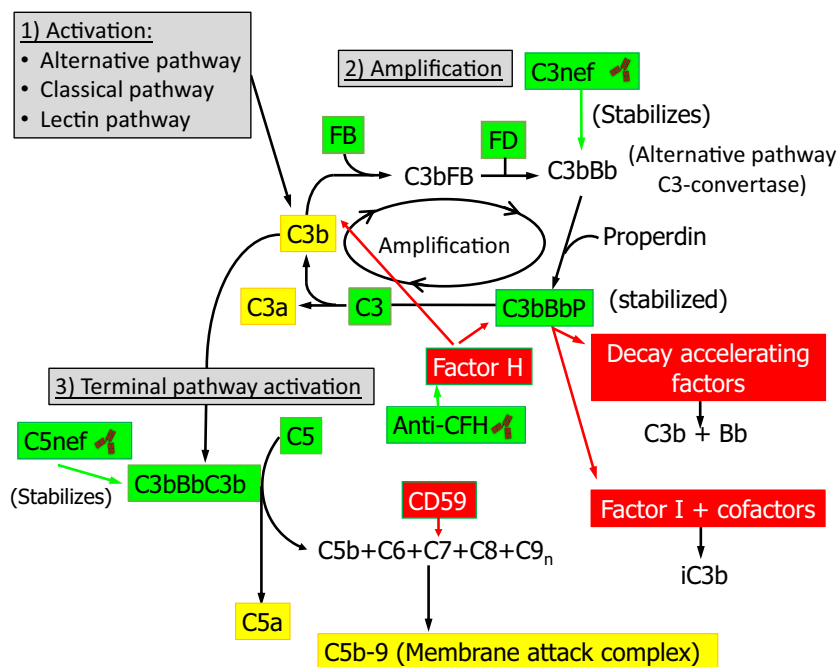 1) Activation:
• Alternative pathway
• Classical pathway
• Lectin pathway
2) Amplification
C3nef
(Stabilizes)
FB
FD
C3bFB
C3bBb
(Alternative pathway
C3-convertase)
C3b
Amplification
Properdin
C3a
C3
C3bBbP
(stabilized)
Factor H
Decay accelerating
factors
3) Terminal pathway activation
Anti-CFH
C3b + Bb
C5nef
C5
(Stabilizes)
C3bBbC3b
CD59
Factor I + cofactors
C5b+C6+C7+C8+C9n
iC3b
C5a
C5b-9 (Membrane attack complex)